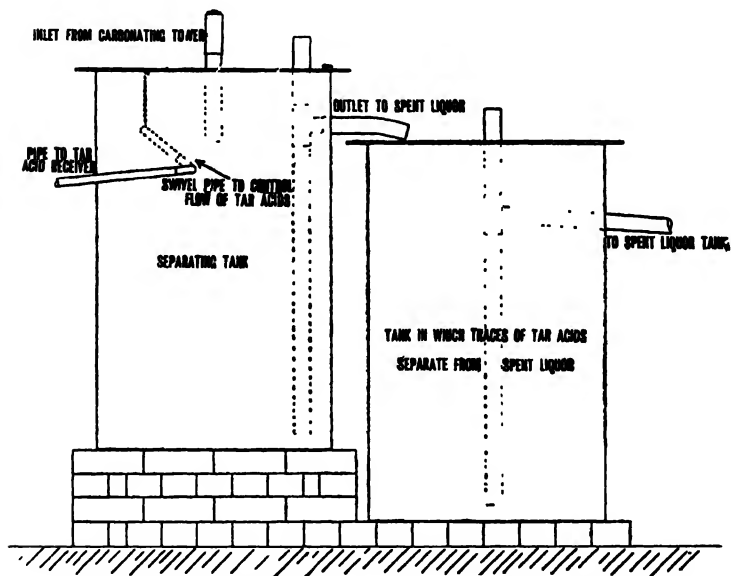 INLET FROM CARBONATING TOWER
OUTLET TO SPENT LIQUOR
PIPE TO TAR
ACID RECEIVER
SWIVEL PIPE TO CONTROL
FLOW OF TAR ACIDS
SEPARATING TANK
TO SPENT LIQUOR TANK
TANK IN WHICH TRACES OF TAR ACIDS
SEPARATE FROM SPENT LIQUOR